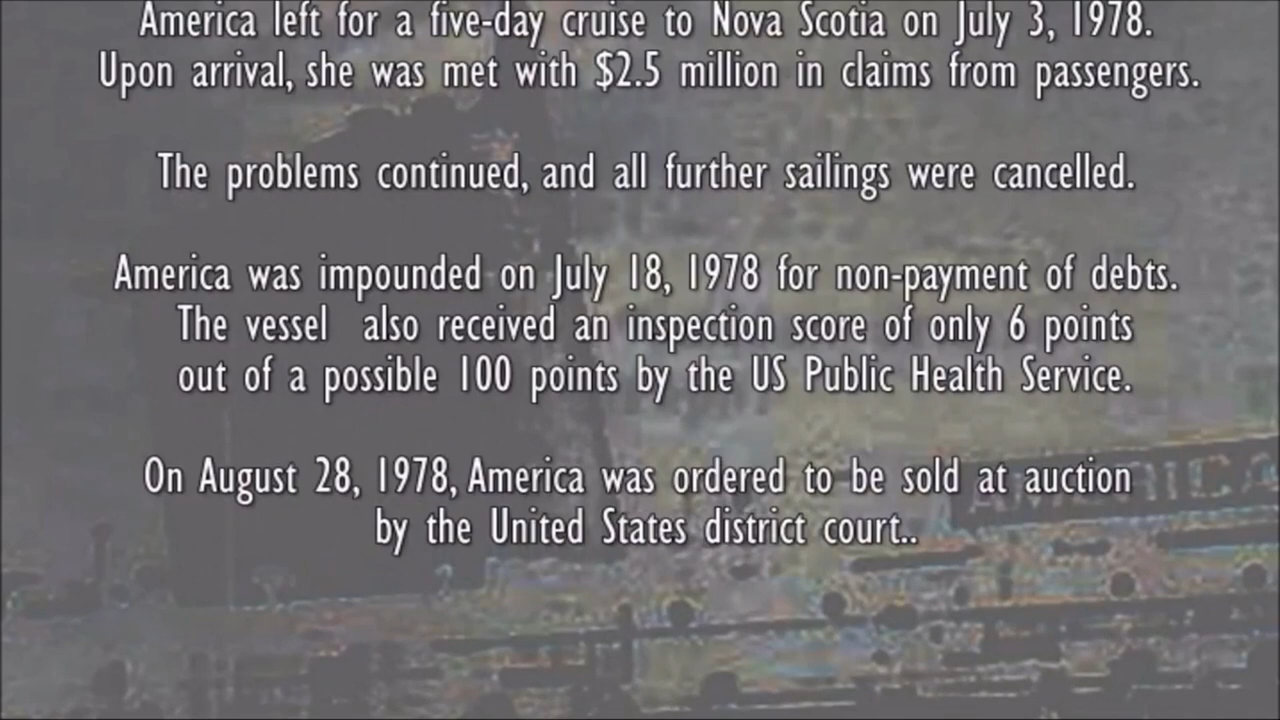 America left for a five-day cruise to Nova Scotia on July 3, 1978.
Upon arrival, she was met with $2.5 million in claims from passengers.
The problems continued, and all further sailings were cancelled.
America was impounded on July 18, 1978 for non-payment of debts.
The vessel also received an inspection score of only 6 points
out of a possible 100 points by the US Public Health Service.
On August 28, 1978, America was ordered to be sold at auction
by the United States district court..
AMERICA